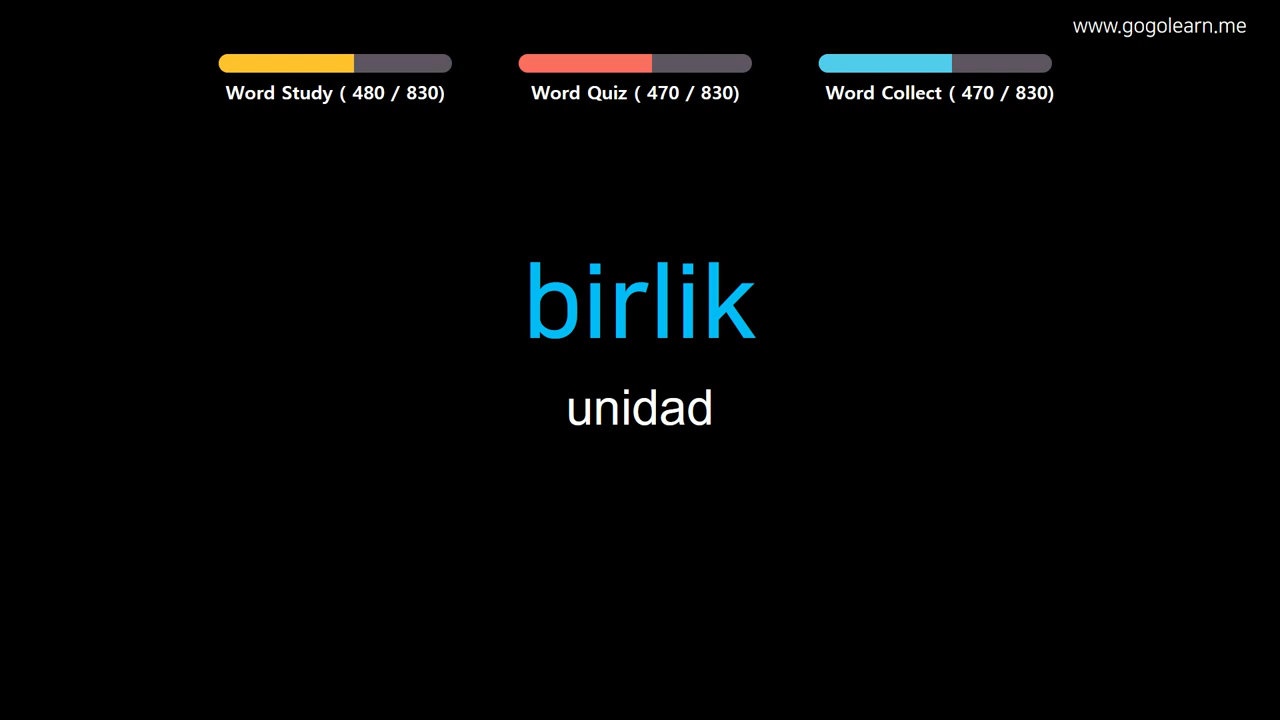 www.gogolearn.me
Word Study ( 480 / 830)
Word Quiz ( 470 / 830)
Word Collect ( 470 / 830)
birlik
unidad